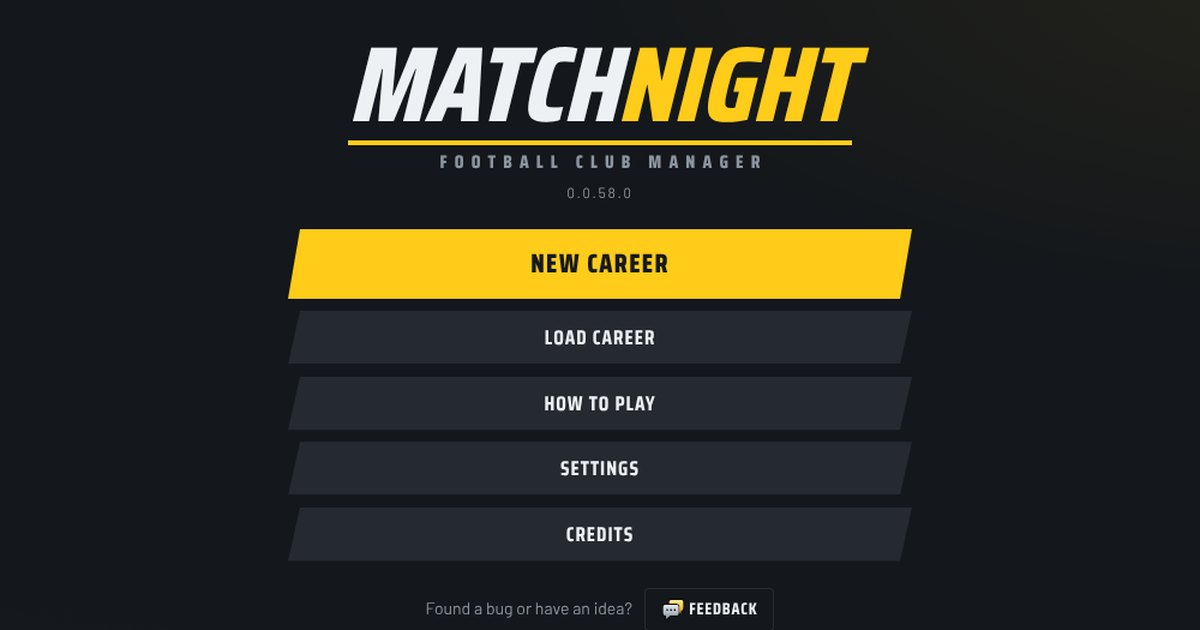 MATCHNIGHT
FOOTBALL CLUB MANAGER
0.0.58.0
NEW CAREER
LOAD CAREER
HOW TO PLAY
SETTINGS
CREDITS
Found a bug or have an idea? FEEDBACK